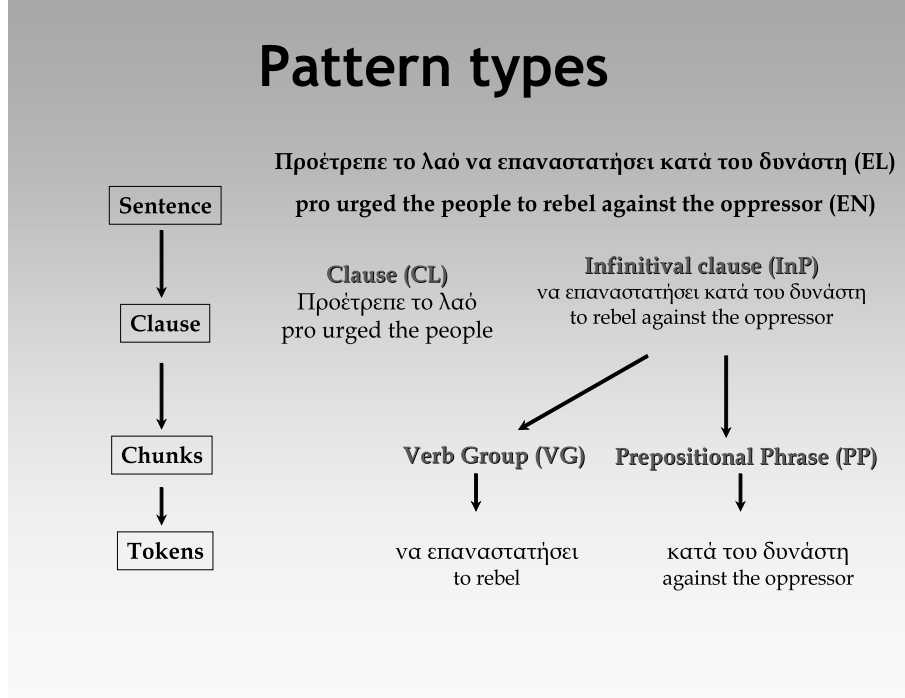 Pattern types
Προέτρεπε το λαό να επαναστατήσει κατά του δυνάστη (EL)
Sentence
pro urged the people to rebel against the oppressor (EN)
Clause (CL)
Προέτρεπε το λαό
pro urged the people
Infinitival clause (InP)
να επαναστατήσει κατά του δυνάστη
to rebel against the oppressor
Clause
Chunks
Verb Group (VG)
Prepositional Phrase (PP)
Tokens
να επαναστατήσει
to rebel
κατά του δυνάστη
against the oppressor